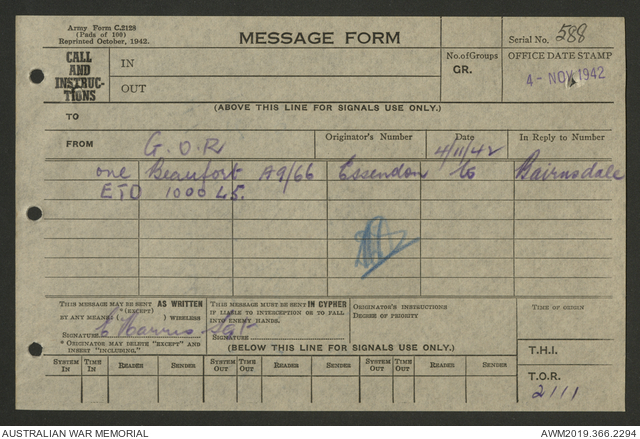 Army Form C.2128
(Pads of 100)
Reprinted October, 1942.
MESSAGE FORM
Serial No. 588
CALL AND INSTRUC-TIONS
IN
OUT
No. of Groups
GR.
OFFICE DATE STAMP
4- NOV 1942
(ABOVE THIS LINE FOR SIGNALS USE ONLY.)
TO
FROM G.O.R
Originator's Number
Date 4/11/42
In Reply to Number
one Beaufort A9/66 Essendon to Bairnsdale
ETD 1000 L5.
THIS MESSAGE MAY BE SENT AS WRITTEN
*(EXCEPT)
BY ANY MEANS ( ) WIRELESS
SIGNATURE E Harris Sgt
* ORIGINATOR MAY DELETE "EXCEPT" AND
INSERT "INCLUDING."
THIS MESSAGE MUST BE SENT IN CYPHER
IF LIABLE TO INTERCEPTION OR TO FALL
INTO ENEMY HANDS.
SIGNATURE
ORIGINATOR'S INSTRUCTIONS
DEGREE OF PRIORITY
TIME OF ORIGIN
(BELOW THIS LINE FOR SIGNALS USE ONLY.)
T.H.I.
SYSTEM IN TIME IN READER SENDER SYSTEM OUT TIME OUT READER SENDER SYSTEM OUT TIME OUT READER SENDER
T.O.R.
2111
AUSTRALIAN WAR MEMORIAL
AWM2019.366.2294